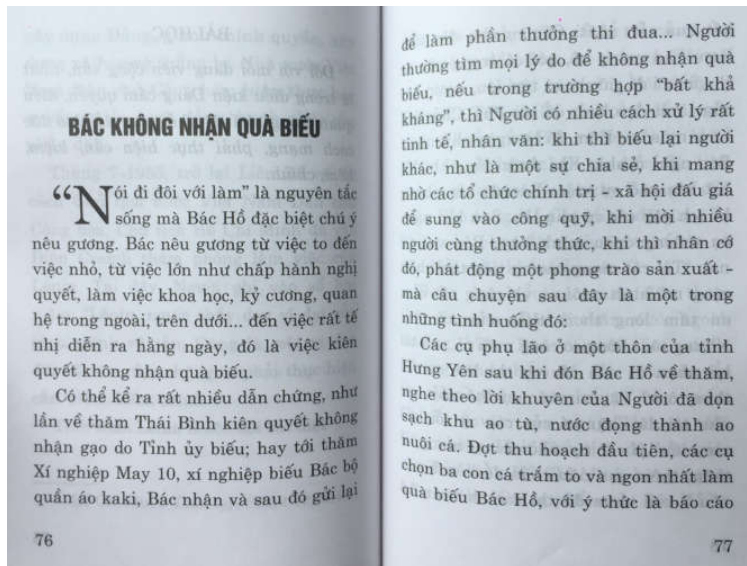 BÁC KHÔNG NHẬN QUÀ BIẾU
“Nói đi đôi với làm” là nguyên tắc
sống mà Bác Hồ đặc biệt chú ý
nêu gương. Bác nêu gương từ việc to đến
việc nhỏ, từ việc lớn như chấp hành nghị
quyết, làm việc khoa học, kỷ cương, quan
hệ trong ngoài, trên dưới... đến việc rất tế
nhị diễn ra hằng ngày, đó là việc kiên
quyết không nhận quà biếu.
Có thể kể ra rất nhiều dẫn chứng, như
lần về thăm Thái Bình kiên quyết không
nhận gạo do Tỉnh ủy biếu; hay tới thăm
Xí nghiệp May 10, xí nghiệp biếu Bác bộ
quần áo kaki, Bác nhận và sau đó gửi lại
76
để làm phần thưởng thi đua... Người
thường tìm mọi lý do để không nhận quà
biếu, nếu trong trường hợp “bất khả
kháng”, thì Người có nhiều cách xử lý rất
tinh tế, nhân văn: khi thì biếu lại người
khác, như là một sự chia sẻ, khi mang
nhờ các tổ chức chính trị - xã hội đấu giá
để sung vào công quỹ, khi mời nhiều
người cùng thưởng thức, khi thì nhân cớ
đó, phát động một phong trào sản xuất -
mà câu chuyện sau đây là một trong
những tình huống đó:
Các cụ phụ lão ở một thôn của tỉnh
Hưng Yên sau khi đón Bác Hồ về thăm,
nghe theo lời khuyên của Người đã dọn
sạch khu ao tù, nước đọng thành ao
nuôi cá. Đợt thu hoạch đầu tiên, các cụ
chọn ba con cá trắm to và ngon nhất làm
quà biếu Bác Hồ, với ý thức là báo cáo
77